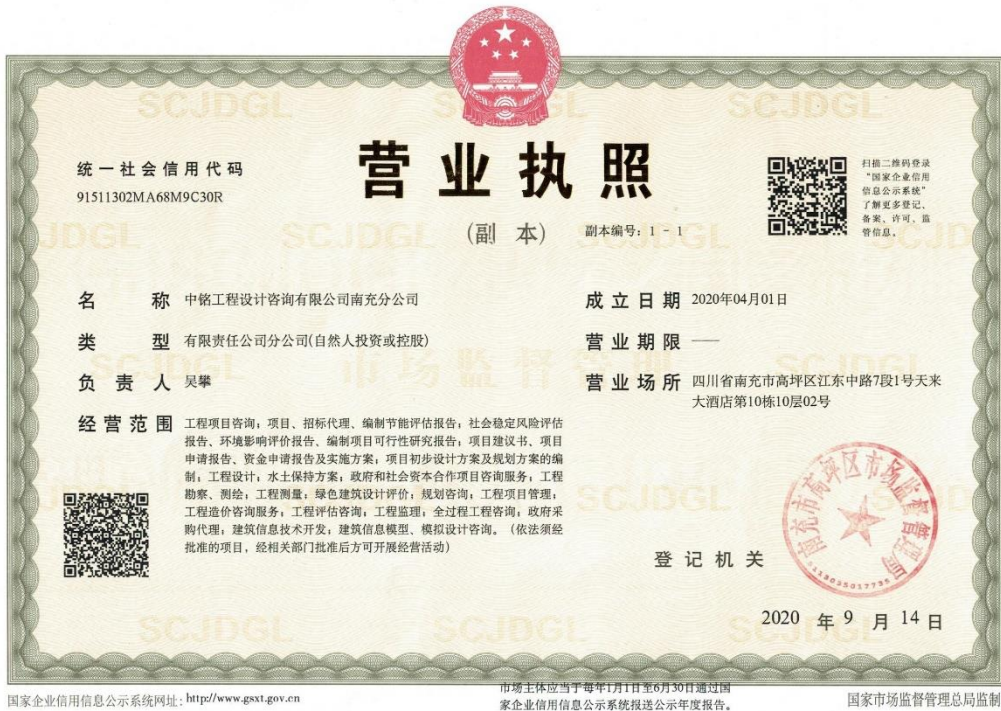 营业执照
(副 本)
副本编号：1 - 1
统一社会信用代码
91511302MA68M9C30R
扫描二维码登录
“国家企业信用
信息公示系统”
了解更多登记、
备案、许可、监
管信息。
名 称 中铭工程设计咨询有限公司南充分公司
类 型 有限责任公司分公司(自然人投资或控股)
负 责 人 吴攀
经 营 范 围 工程项目咨询；项目、招标代理、编制节能评估报告；社会稳定风险评估
报告、环境影响评价报告、编制项目可行性研究报告；项目建议书、项目
申请报告、资金申请报告及实施方案；项目初步设计方案及规划方案的编
制；工程设计；水土保持方案；政府和社会资本合作项目咨询服务；工程
勘察、测绘；工程测量；绿色建筑设计评价；规划咨询；工程项目管理；
工程造价咨询服务；工程评估咨询；工程监理；全过程工程咨询；政府采
购代理；建筑信息技术开发；建筑信息模型、模拟设计咨询。（依法须经
批准的项目，经相关部门批准后方可开展经营活动）
成 立 日 期 2020年04月01日
营 业 期 限 ——
营 业 场 所 四川省南充市高坪区江东中路7段1号天来
大酒店第10栋10层02号
登 记 机 关
南充市高坪区市场监督管理局
2020 年 9 月 14 日
国家企业信用信息公示系统网址：http://www.gsxt.gov.cn
市场主体应当于每年1月1日至6月30日通过国
家企业信用信息公示系统报送公示年度报告。
国家市场监督管理总局监制
SCJDGL
市场监督管理